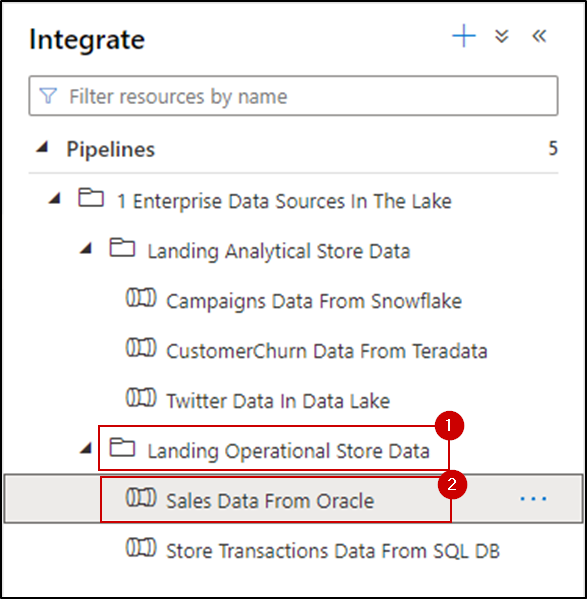 Integrate
Filter resources by name
Pipelines 5
1 Enterprise Data Sources In The Lake
Landing Analytical Store Data
Campaigns Data From Snowflake
CustomerChurn Data From Teradata
Twitter Data In Data Lake
1
Landing Operational Store Data
2
Sales Data From Oracle ...
Store Transactions Data From SQL DB